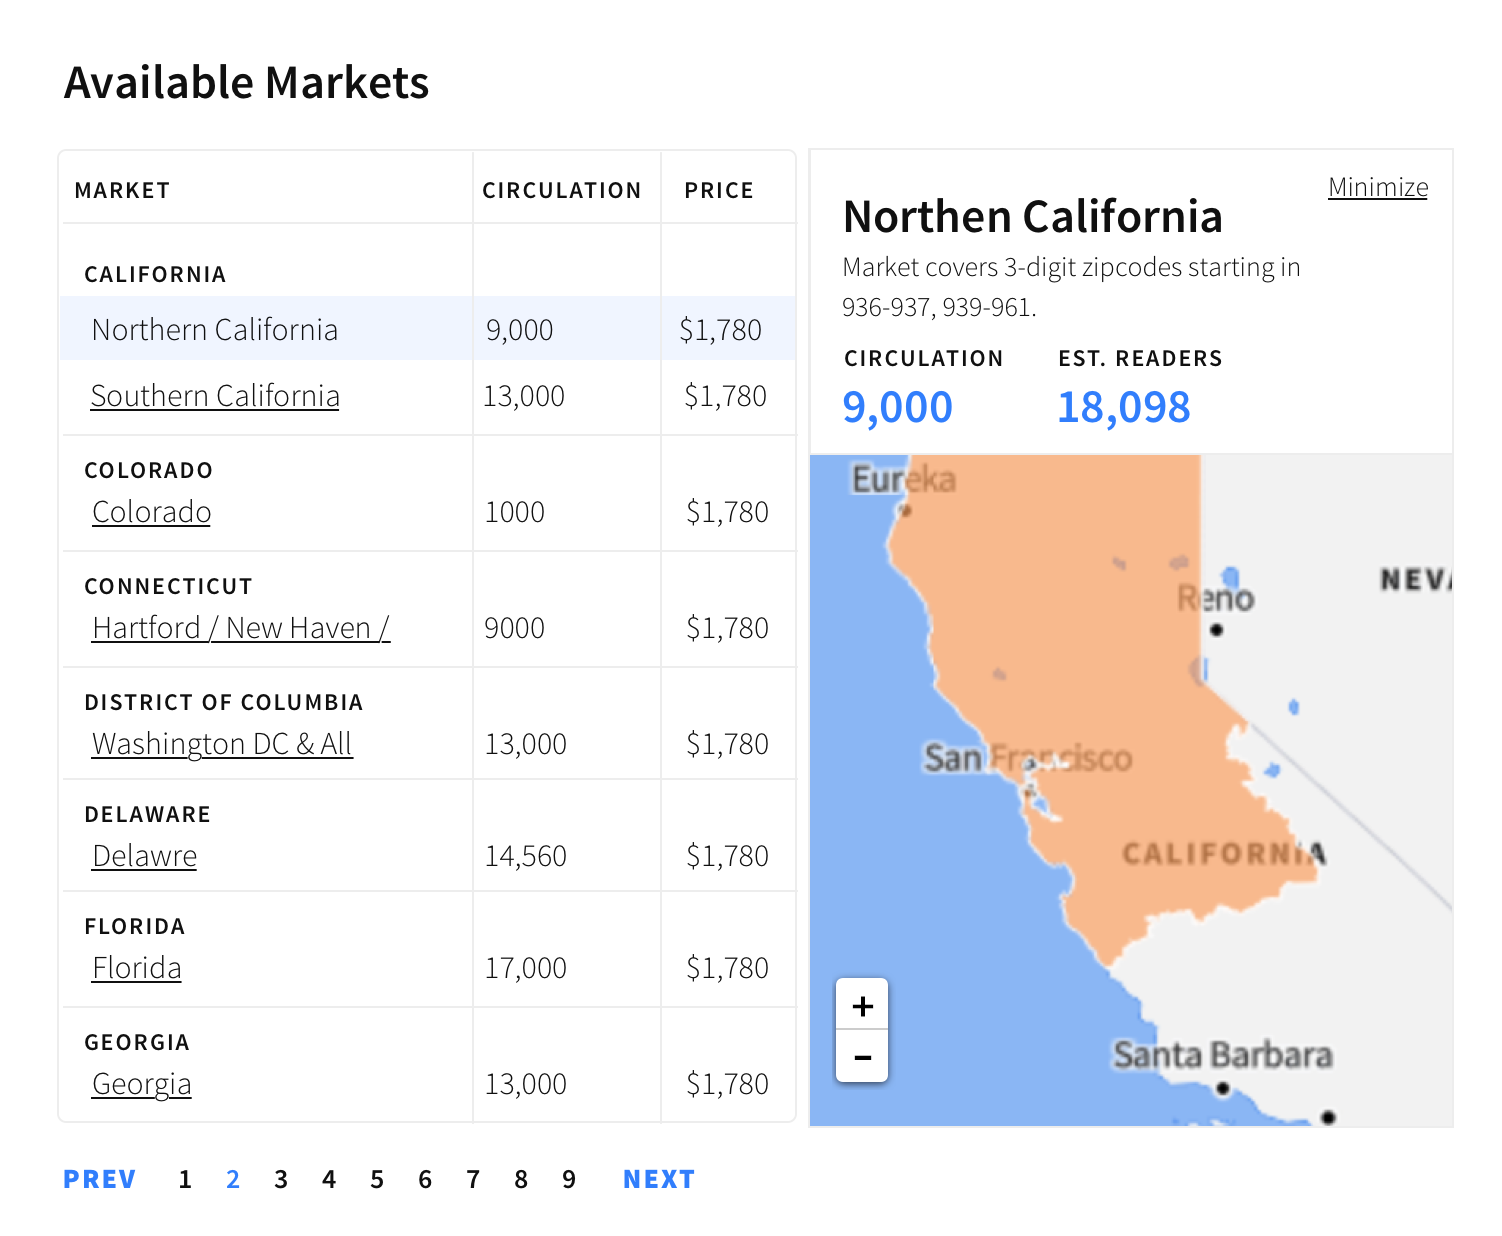 Available Markets
MARKET CIRCULATION PRICE
CALIFORNIA
Northern California 9,000 $1,780
Southern California 13,000 $1,780
COLORADO
Colorado 1000 $1,780
CONNECTICUT
Hartford / New Haven / 9000 $1,780
DISTRICT OF COLUMBIA
Washington DC & All 13,000 $1,780
DELAWARE
Delawre 14,560 $1,780
FLORIDA
Florida 17,000 $1,780
GEORGIA
Georgia 13,000 $1,780
PREV 1 2 3 4 5 6 7 8 9 NEXT
Minimize
Northen California
Market covers 3-digit zipcodes starting in
936-937, 939-961.
CIRCULATION EST. READERS
9,000 18,098
Eureka
NEVA
Reno
San Francisco
CALIFORNIA
+
-
Santa Barbara